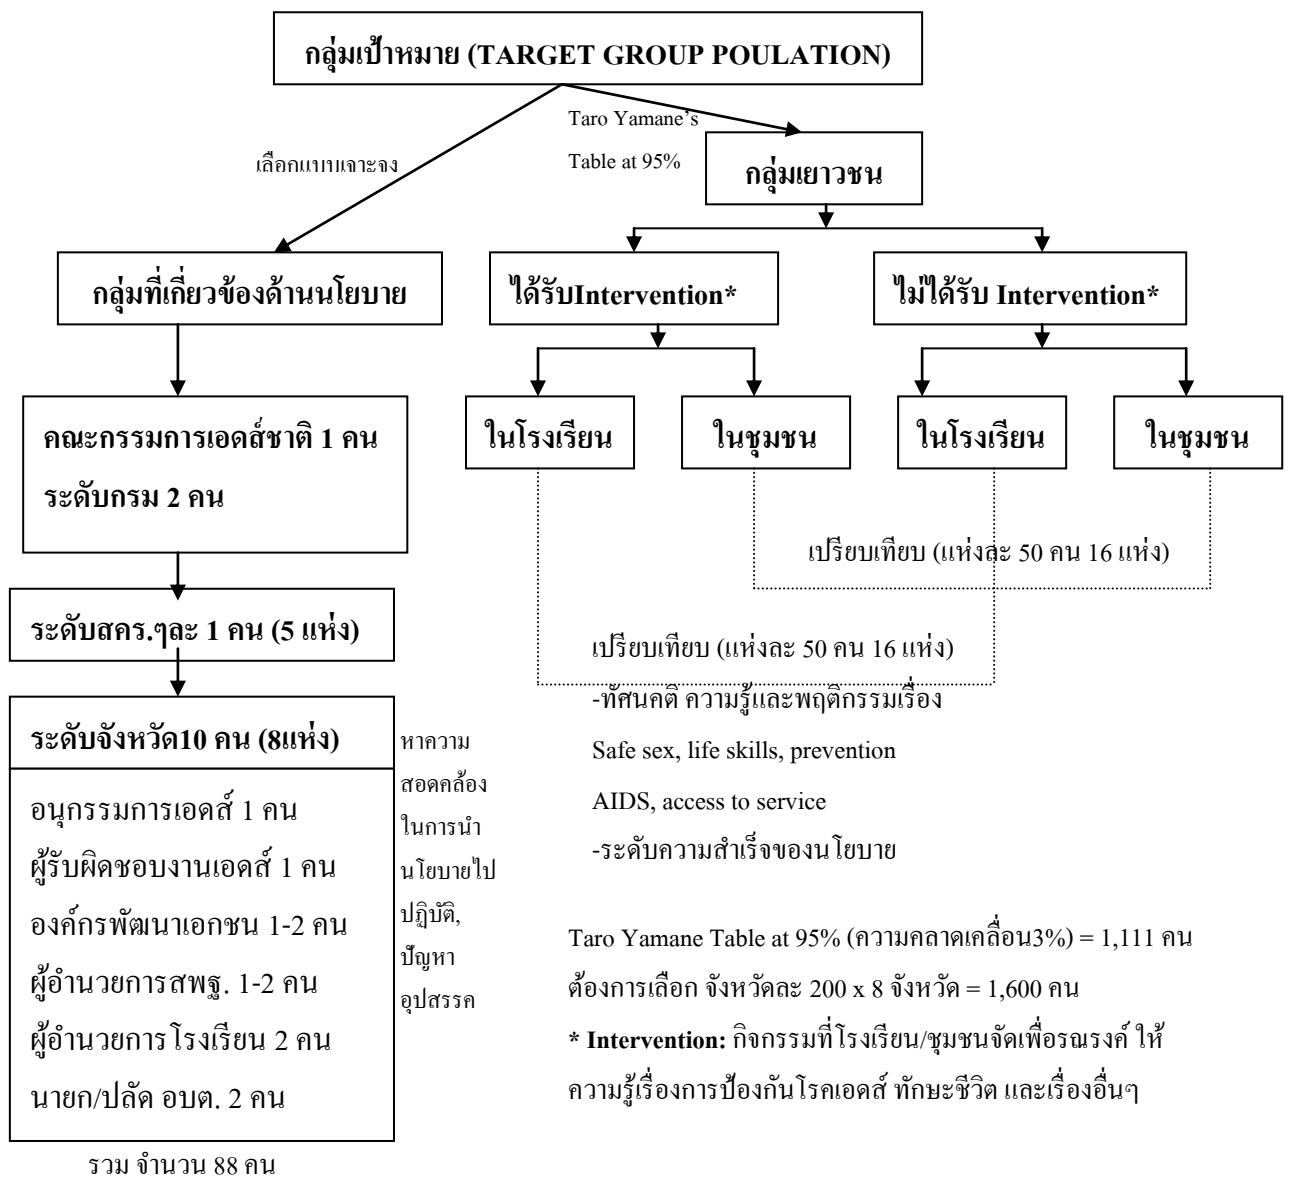 กลุ่มเป้าหมาย (TARGET GROUP POULATION)
Taro Yamane’s
Table at 95%
เลือกแบบเจาะจง
กลุ่มเยาวชน
กลุ่มที่เกี่ยวข้องด้านนโยบาย
ได้รับIntervention*
ไม่ได้รับ Intervention*
คณะกรรมการเอดส์ชาติ 1 คน
ระดับกรม 2 คน
ในโรงเรียน
ในชุมชน
ในโรงเรียน
ในชุมชน
เปรียบเทียบ (แห่งละ 50 คน 16 แห่ง)
ระดับสคร.ๆละ 1 คน (5 แห่ง)
เปรียบเทียบ (แห่งละ 50 คน 16 แห่ง)
-ทัศนคติ ความรู้และพฤติกรรมเรื่อง
Safe sex, life skills, prevention
AIDS, access to service
-ระดับความสำเร็จของนโยบาย
ระดับจังหวัด10 คน (8แห่ง)
อนุกรรมการเอดส์ 1 คน
ผู้รับผิดชอบงานเอดส์ 1 คน
องค์กรพัฒนาเอกชน 1-2 คน
ผู้อำนวยการสพฐ. 1-2 คน
ผู้อำนวยการโรงเรียน 2 คน
นายก/ปลัด อบต. 2 คน
รวม จำนวน 88 คน
หาความ
สอดคล้อง
ในการนำ
นโยบายไป
ปฏิบัติ,
ปัญหา
อุปสรรค
Taro Yamane Table at 95% (ความคลาดเคลื่อน3%) = 1,111 คน
ต้องการเลือก จังหวัดละ 200 x 8 จังหวัด = 1,600 คน
* Intervention: กิจกรรมที่โรงเรียน/ชุมชนจัดเพื่อรณรงค์ ให้
ความรู้เรื่องการป้องกันโรคเอดส์ ทักษะชีวิต และเรื่องอื่นๆ